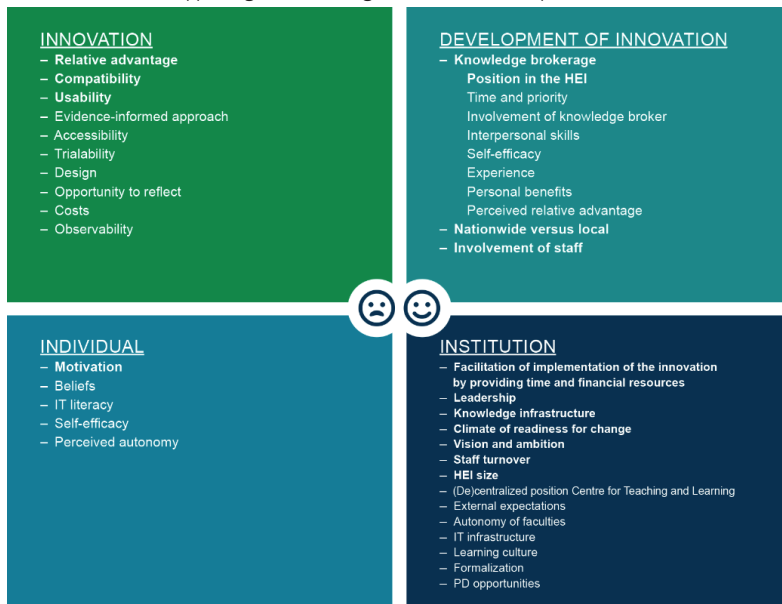 INNOVATION
– Relative advantage
– Compatibility
– Usability
– Evidence-informed approach
– Accessibility
– Trialability
– Design
– Opportunity to reflect
– Costs
– Observability
DEVELOPMENT OF INNOVATION
– Knowledge brokerage
Position in the HEI
Time and priority
Involvement of knowledge broker
Interpersonal skills
Self-efficacy
Experience
Personal benefits
Perceived relative advantage
– Nationwide versus local
– Involvement of staff
INDIVIDUAL
– Motivation
– Beliefs
– IT literacy
– Self-efficacy
– Perceived autonomy
INSTITUTION
– Facilitation of implementation of the innovation
by providing time and financial resources
– Leadership
– Knowledge infrastructure
– Climate of readiness for change
– Vision and ambition
– Staff turnover
– HEI size
– (De)centralized position Centre for Teaching and Learning
– External expectations
– Autonomy of faculties
– IT infrastructure
– Learning culture
– Formalization
– PD opportunities